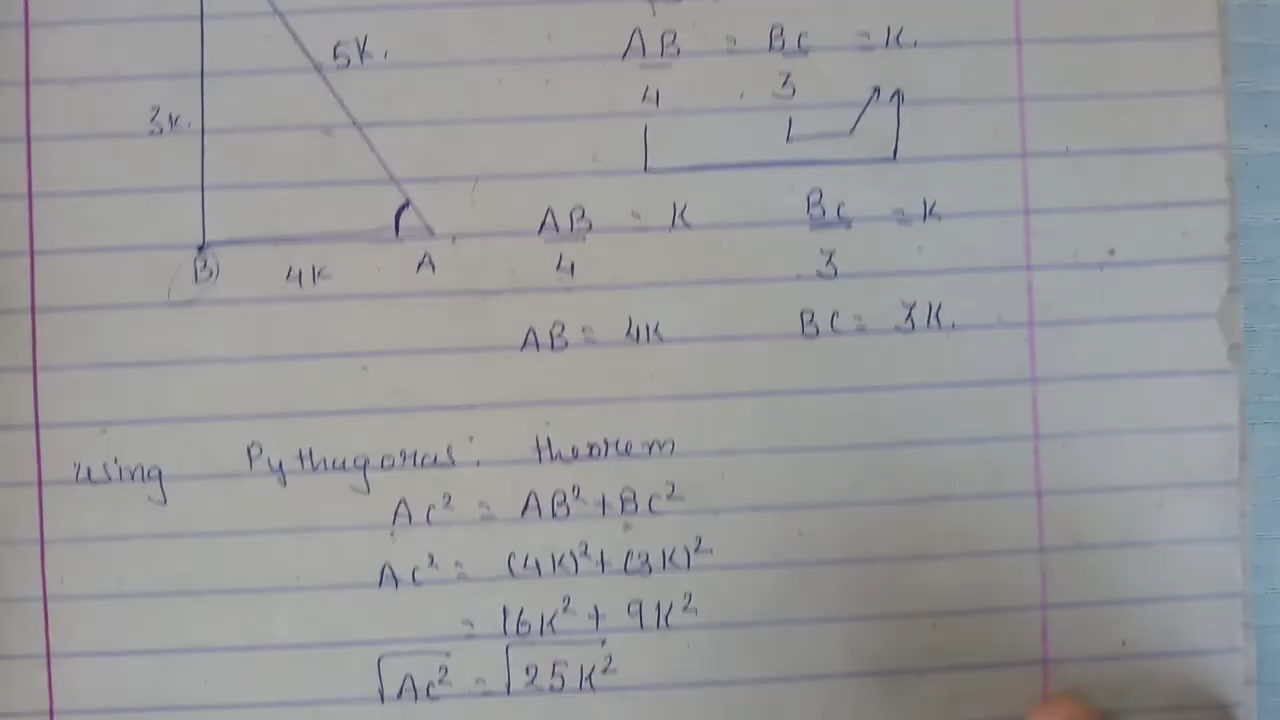 5K.
AB = BC = K.
4 3
3K.
AB = K BC = K
4 3
B 4K A
AB = 4K BC = 3K.
using Pythagoras: theorem
AC² = AB² + BC²
AC² = (4K)² + (3K)²
= 16K² + 9K²
√AC² = √25K²